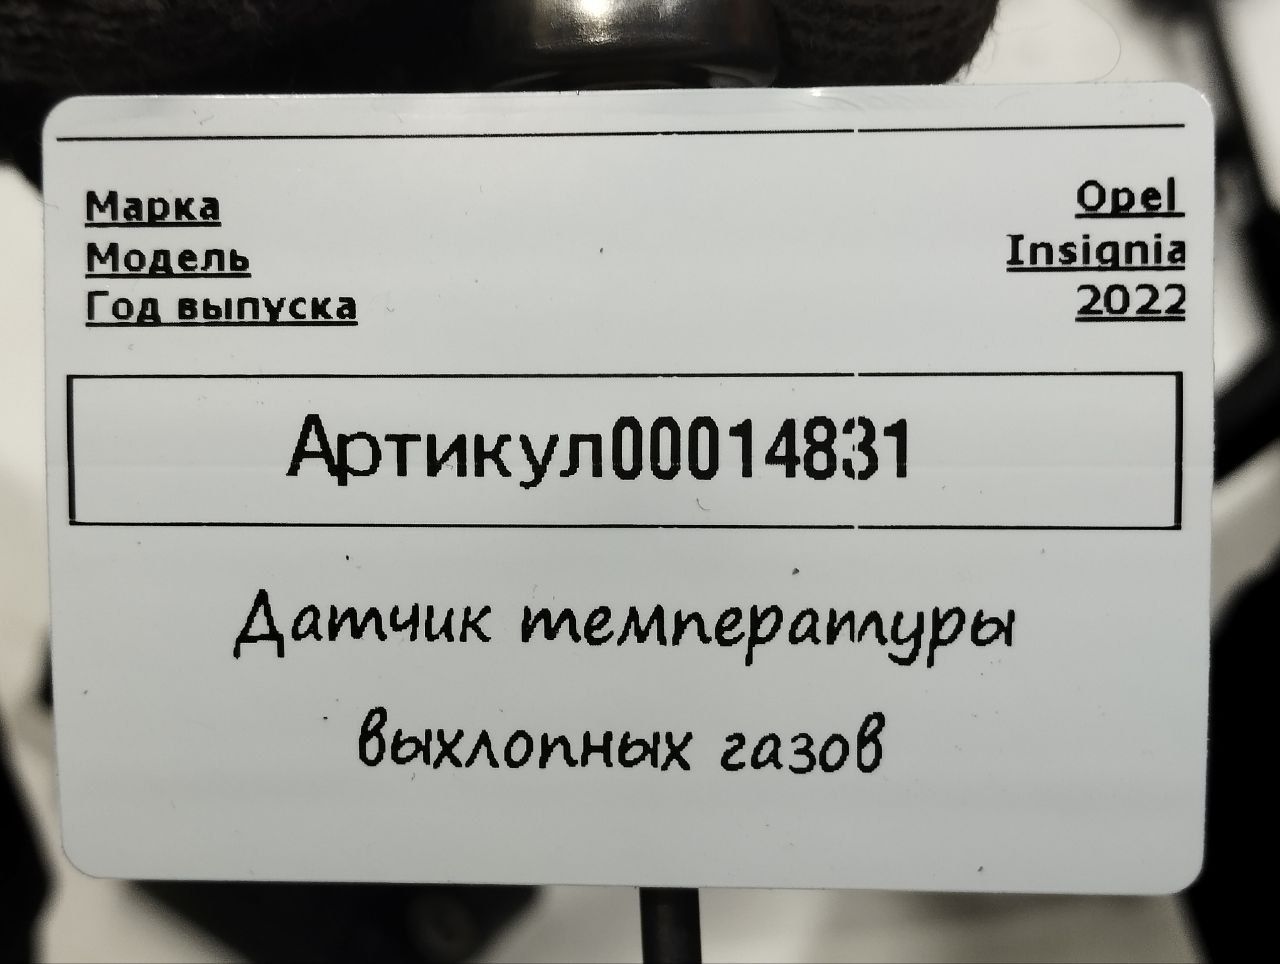 Марка Opel
Модель Insignia
Год выпуска 2022
Артикул00014831
Датчик температуры
выхлопных газов